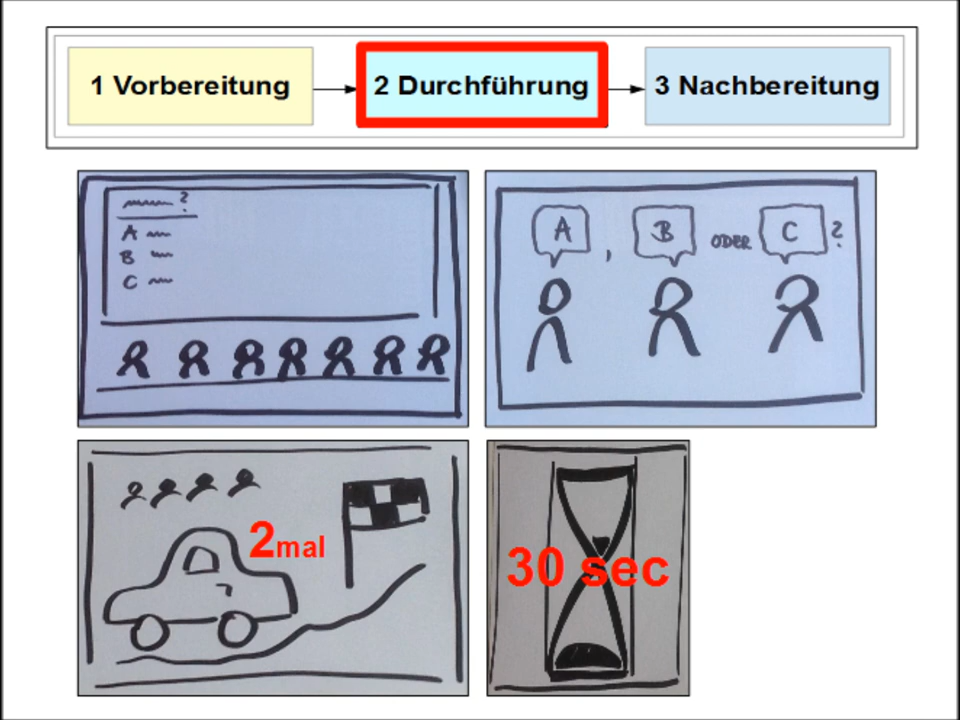 1 Vorbereitung
2 Durchführung
3 Nachbereitung
?
A
B
C
A , B ODER C ?
2mal
30 sec